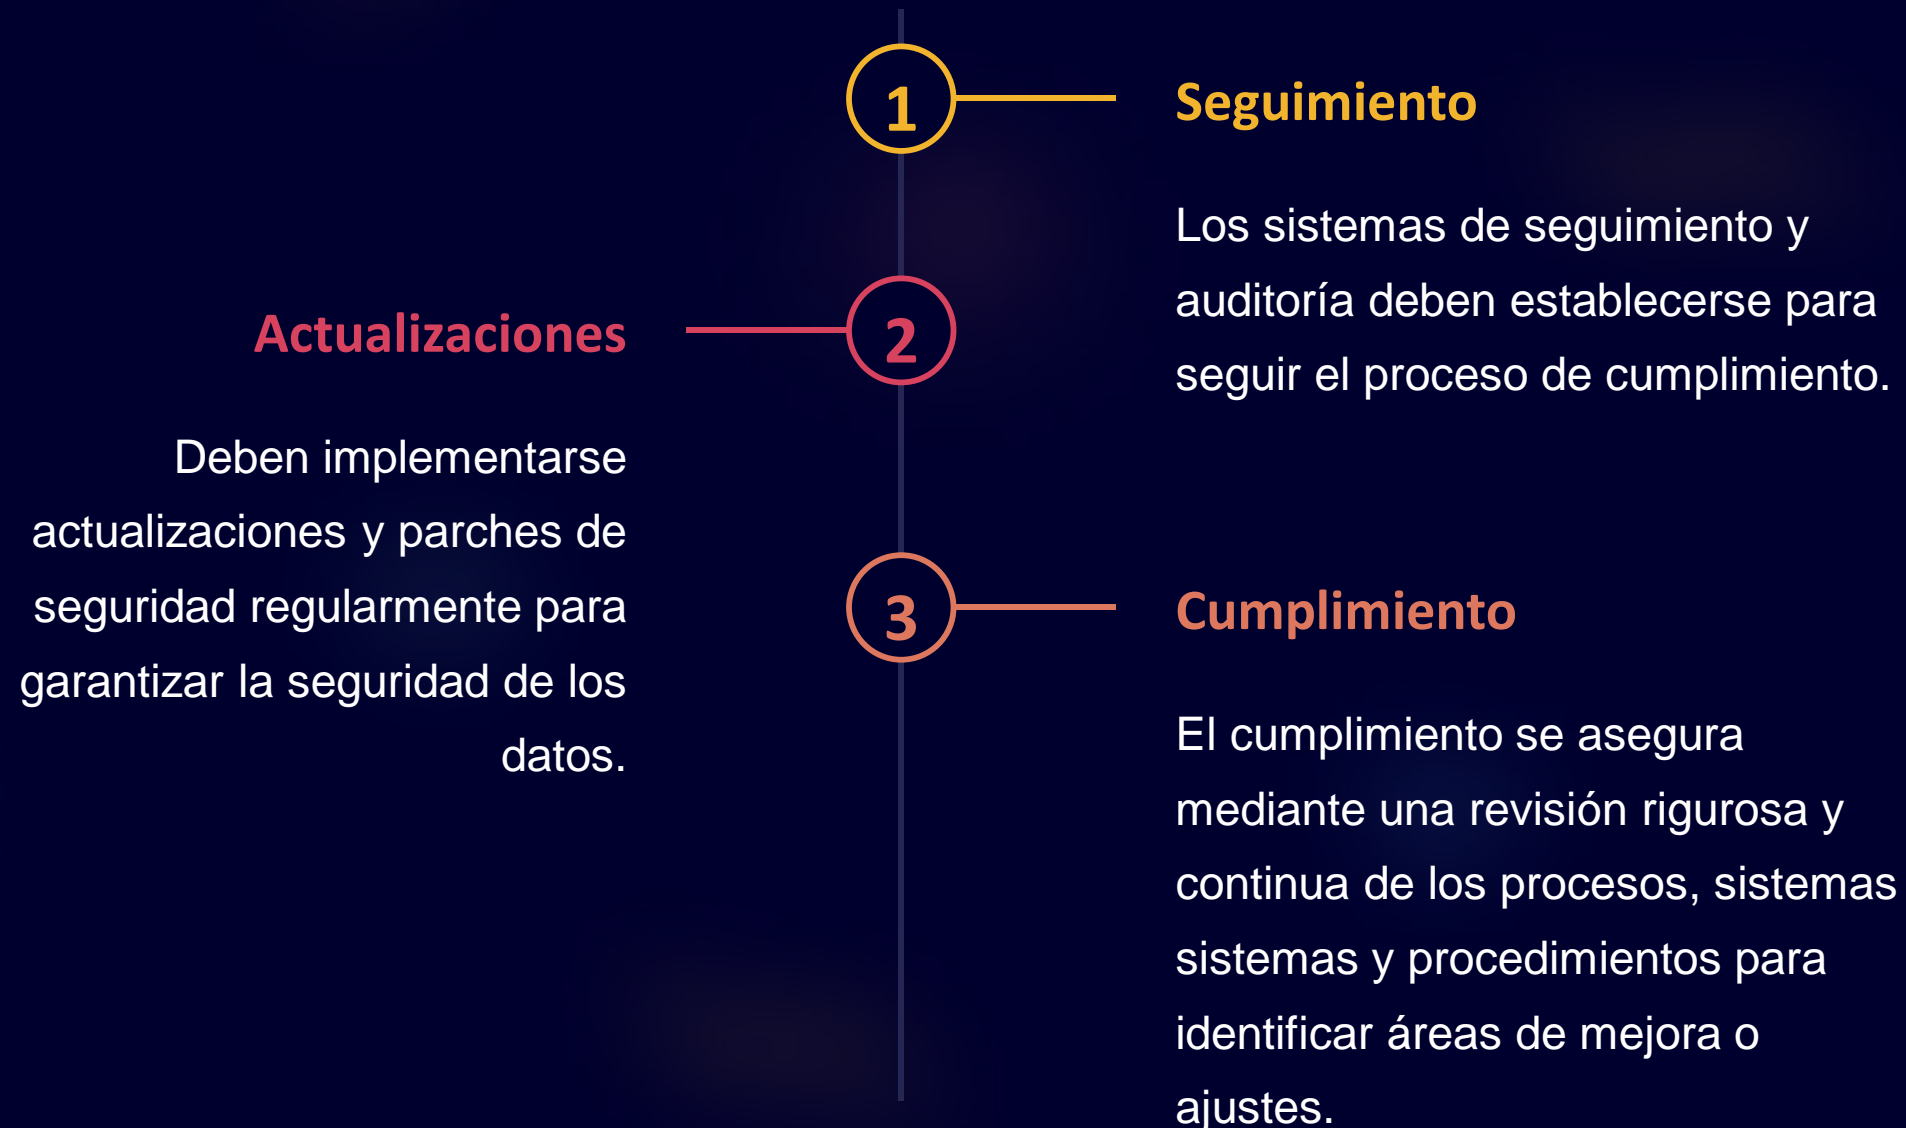 1
Seguimiento
Los sistemas de seguimiento y
auditoría deben establecerse para
seguir el proceso de cumplimiento.
2
Actualizaciones
Deben implementarse
actualizaciones y parches de
seguridad regularmente para
garantizar la seguridad de los
datos.
3
Cumplimiento
El cumplimiento se asegura
mediante una revisión rigurosa y
continua de los procesos, sistemas
sistemas y procedimientos para
identificar áreas de mejora o
ajustes.